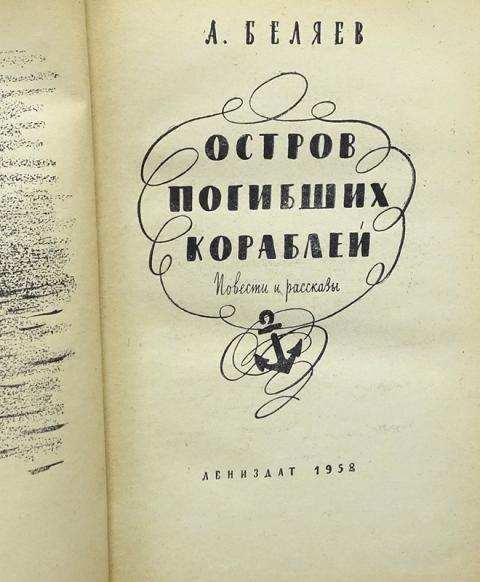 А. БЕЛЯЕВ
ОСТРОВ
ПОГИБШИХ
КОРАБЛЕЙ
Повести и рассказы
ЛЕНИЗДАТ 1958